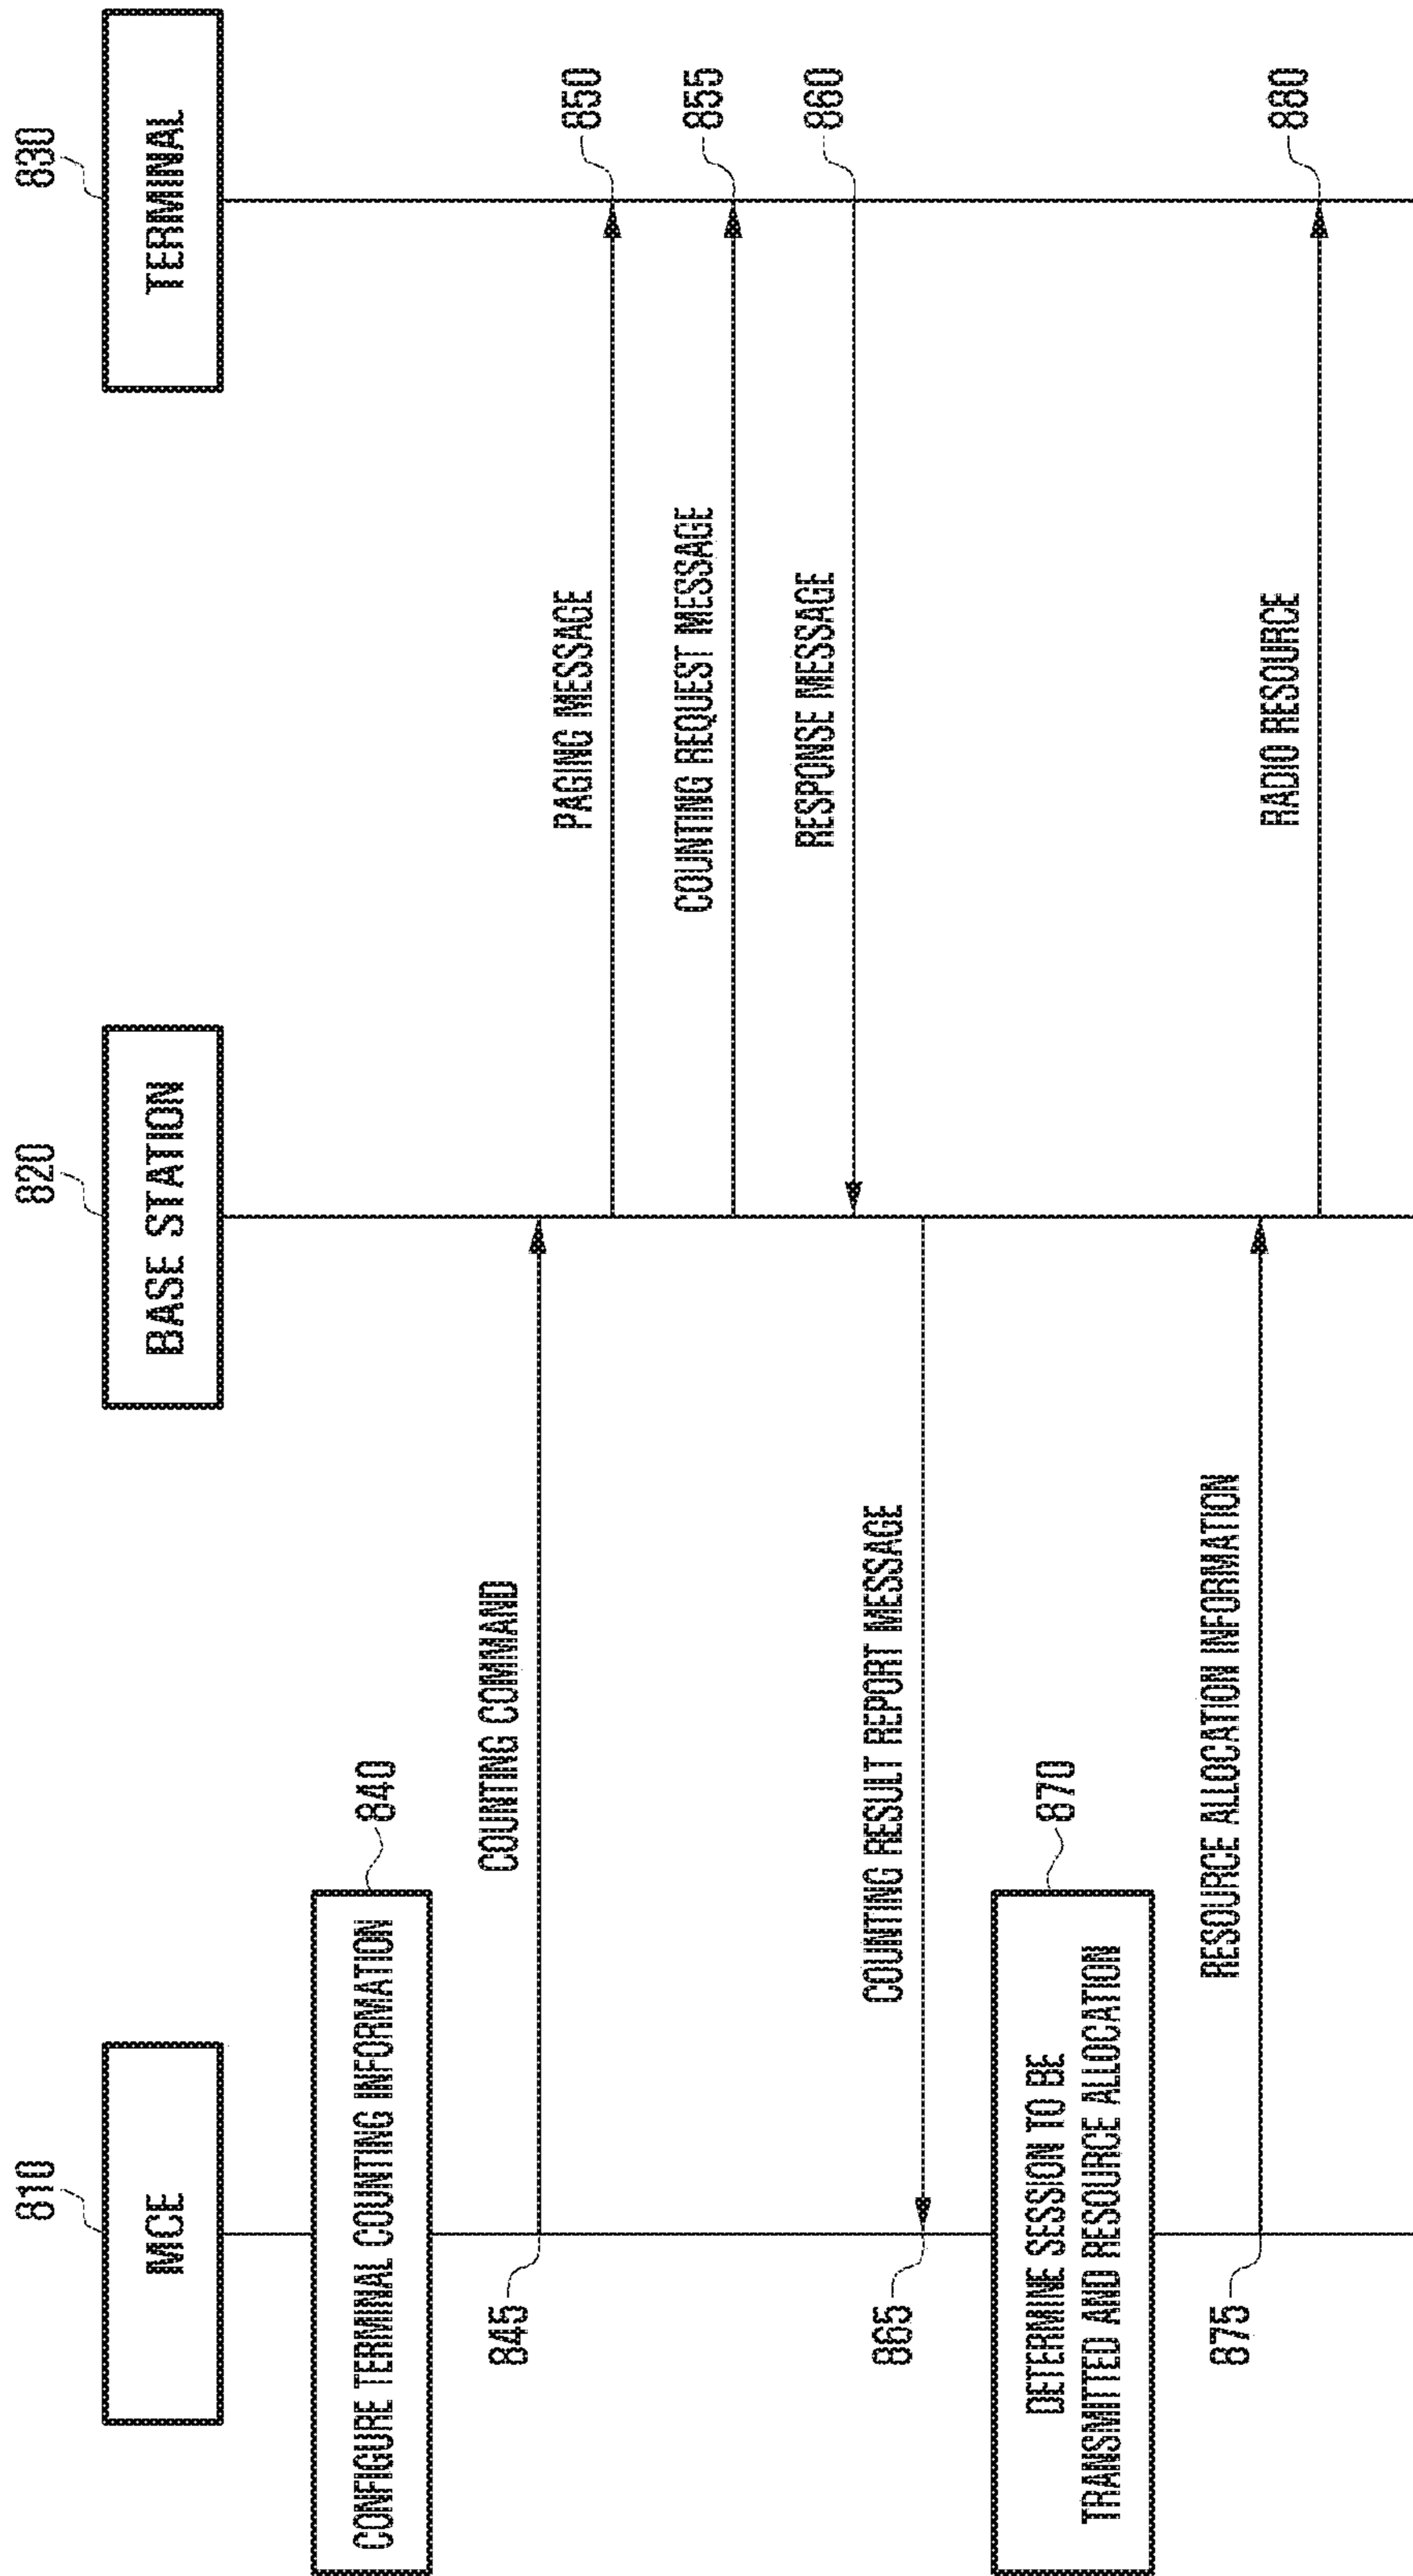 810
MCE
820
BASE STATION
830
TERMINAL
CONFIGURE TERMINAL COUNTING INFORMATION
840
845
COUNTING COMMAND
PAGING MESSAGE
850
COUNTING REQUEST MESSAGE
855
RESPONSE MESSAGE
860
865
COUNTING RESULT REPORT MESSAGE
DETERMINE SESSION TO BE
TRANSMITTED AND RESOURCE ALLOCATION
870
875
RESOURCE ALLOCATION INFORMATION
RADIO RESOURCE
880